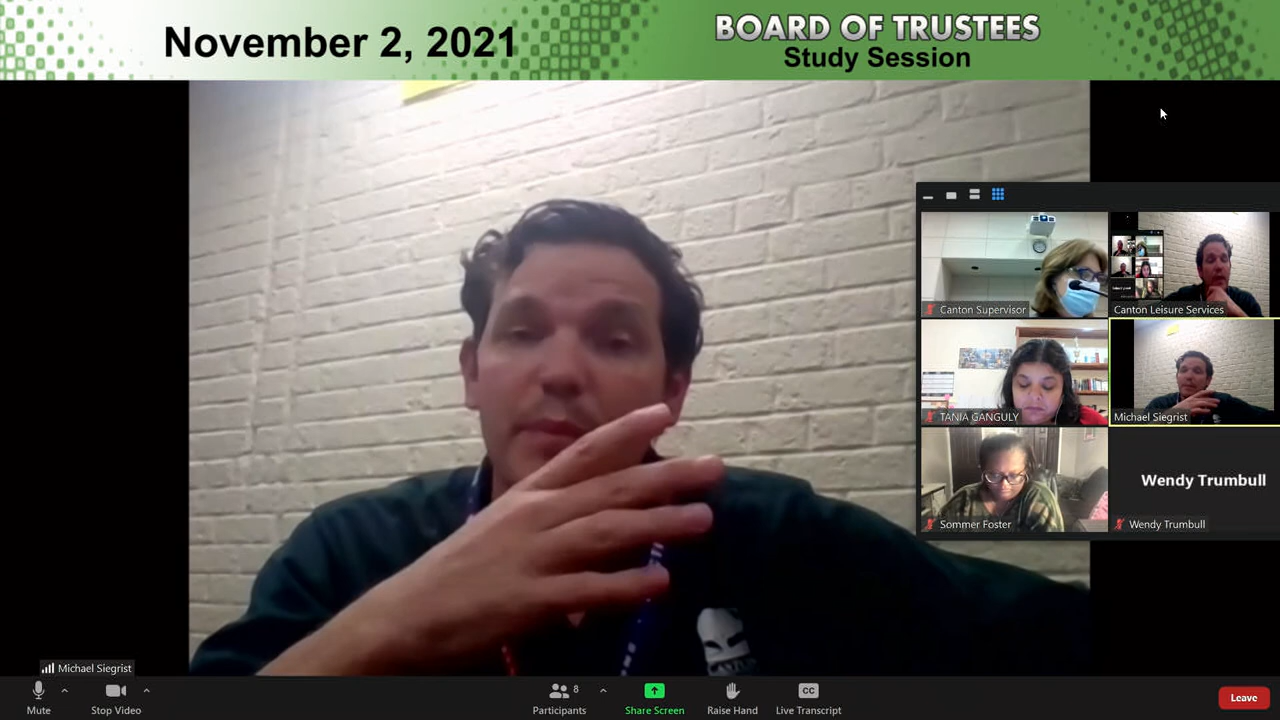 November 2, 2021
BOARD OF TRUSTEES
Study Session
Canton Supervisor
Canton Leisure Services
TANIA GANGULY
Michael Siegrist
Sommer Foster
Wendy Trumbull
Wendy Trumbull
Michael Siegrist
Mute
Stop Video
Participants
8
Share Screen
Raise Hand
CC
Live Transcript
Leave